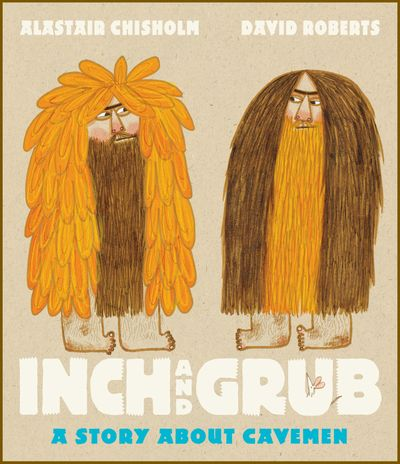 ALASTAIR CHISHOLM DAVID ROBERTS
INCH AND GRUB
A STORY ABOUT CAVEMEN